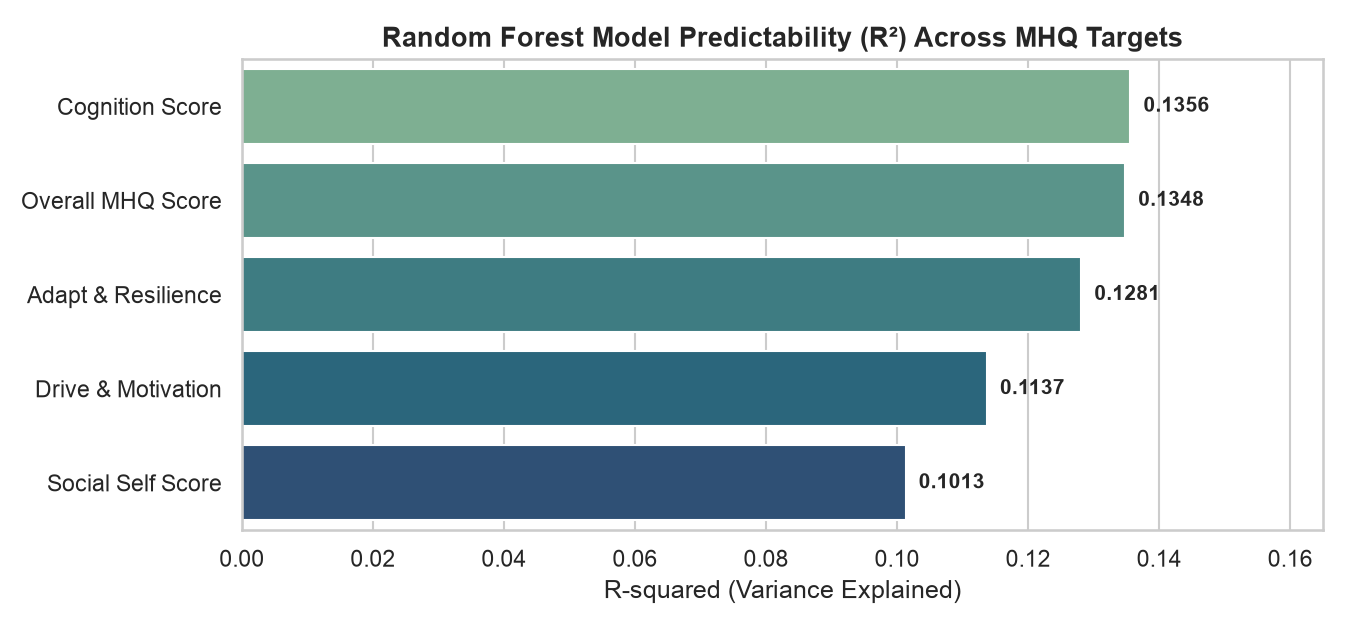 Random Forest Model Predictability (R²) Across MHQ Targets
Cognition Score
0.1356
Overall MHQ Score
0.1348
Adapt & Resilience
0.1281
Drive & Motivation
0.1137
Social Self Score
0.1013
0.00 0.02 0.04 0.06 0.08 0.10 0.12 0.14 0.16
R-squared (Variance Explained)